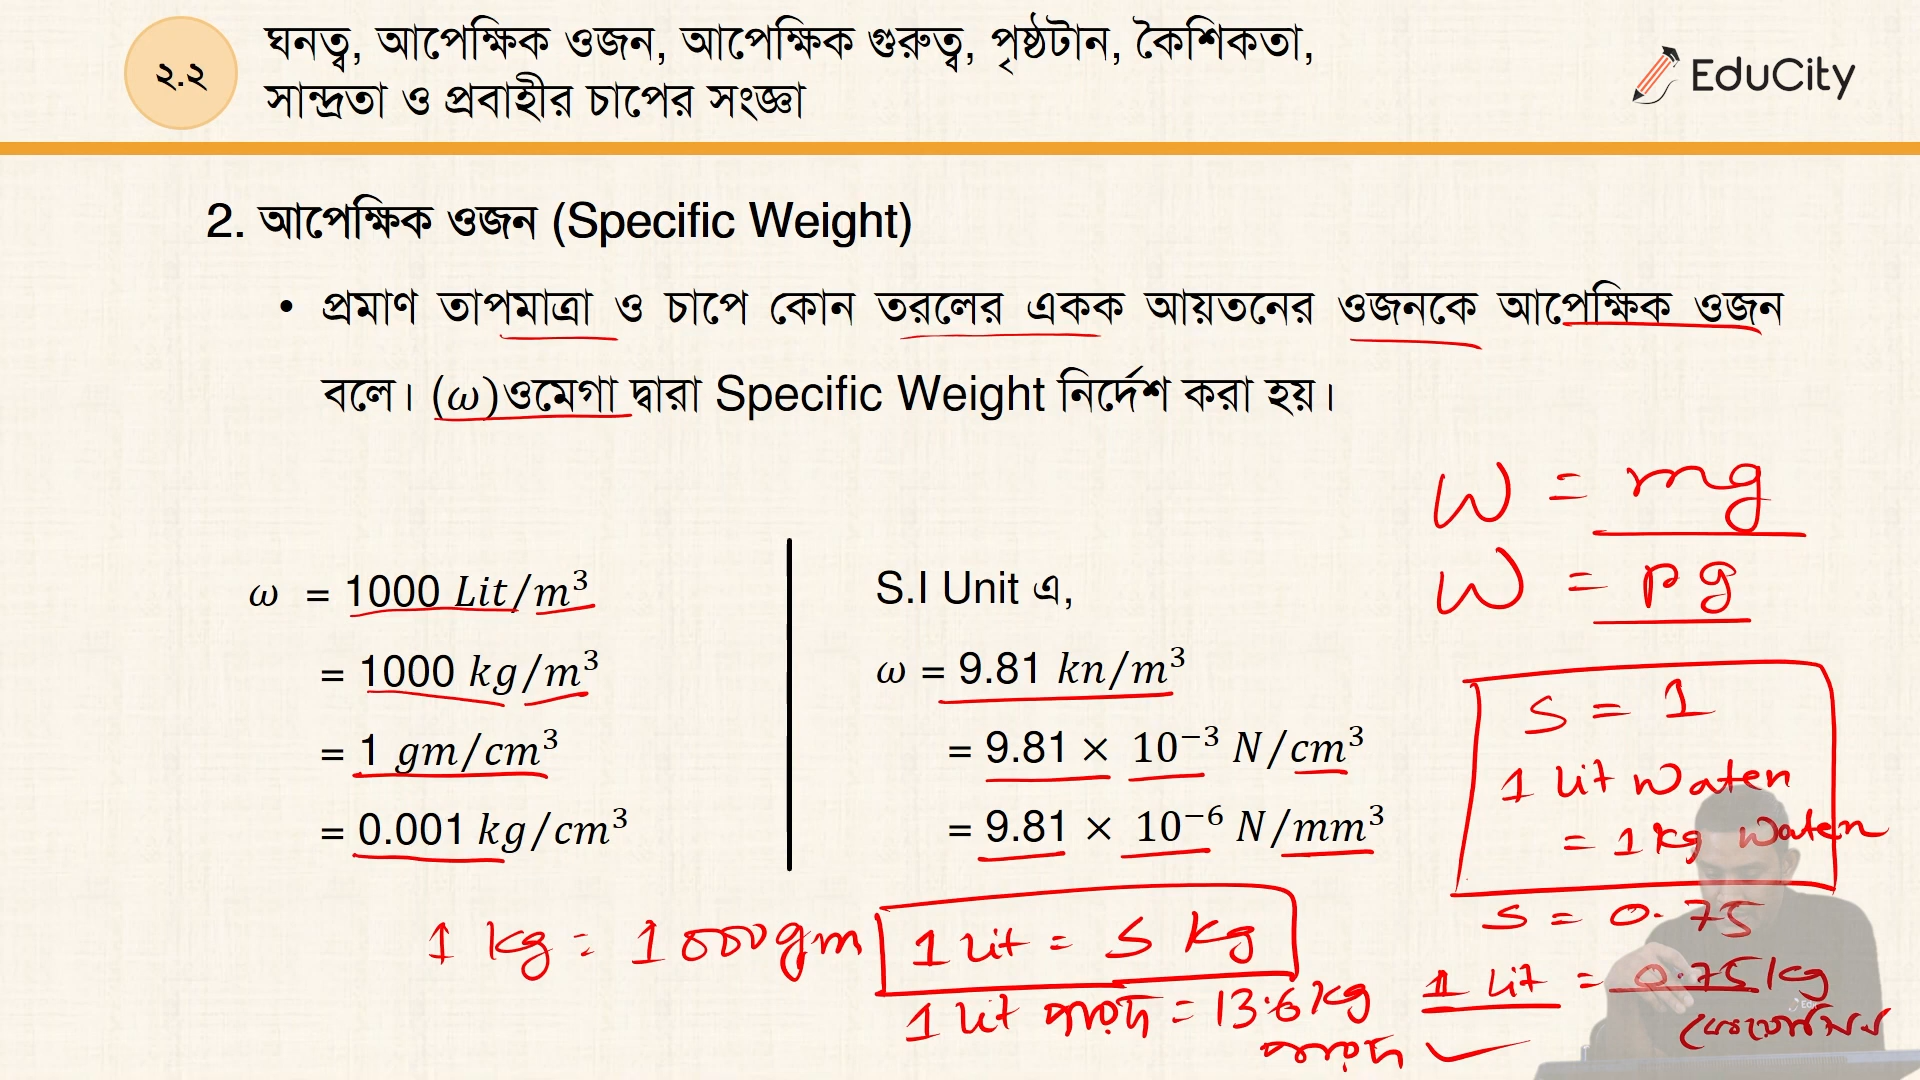 ২.২
ঘনত্ব, আপেক্ষিক ওজন, আপেক্ষিক গুরুত্ব, পৃষ্ঠটান, কৈশিকতা,
সান্দ্রতা ও প্রবাহীর চাপের সংজ্ঞা
EduCity
2. আপেক্ষিক ওজন (Specific Weight)
• প্রমাণ তাপমাত্রা ও চাপে কোন তরলের একক আয়তনের ওজনকে আপেক্ষিক ওজন
বলে। (ω)ওমেগা দ্বারা Specific Weight নির্দেশ করা হয়।
ω = 1000 Lit/m³
= 1000 kg/m³
= 1 gm/cm³
= 0.001 kg/cm³
S.I Unit এ,
ω = 9.81 kn/m³
= 9.81 × 10⁻³ N/cm³
= 9.81 × 10⁻⁶ N/mm³
W = mg
W = ρg
S = 1
1 Lit Water
= 1 kg Water
S = 0.75
1 Lit = 0.75 kg
1 kg = 1000gm
1 Lit = S kg
1 Lit পারদ = 13.6 kg
পারদ